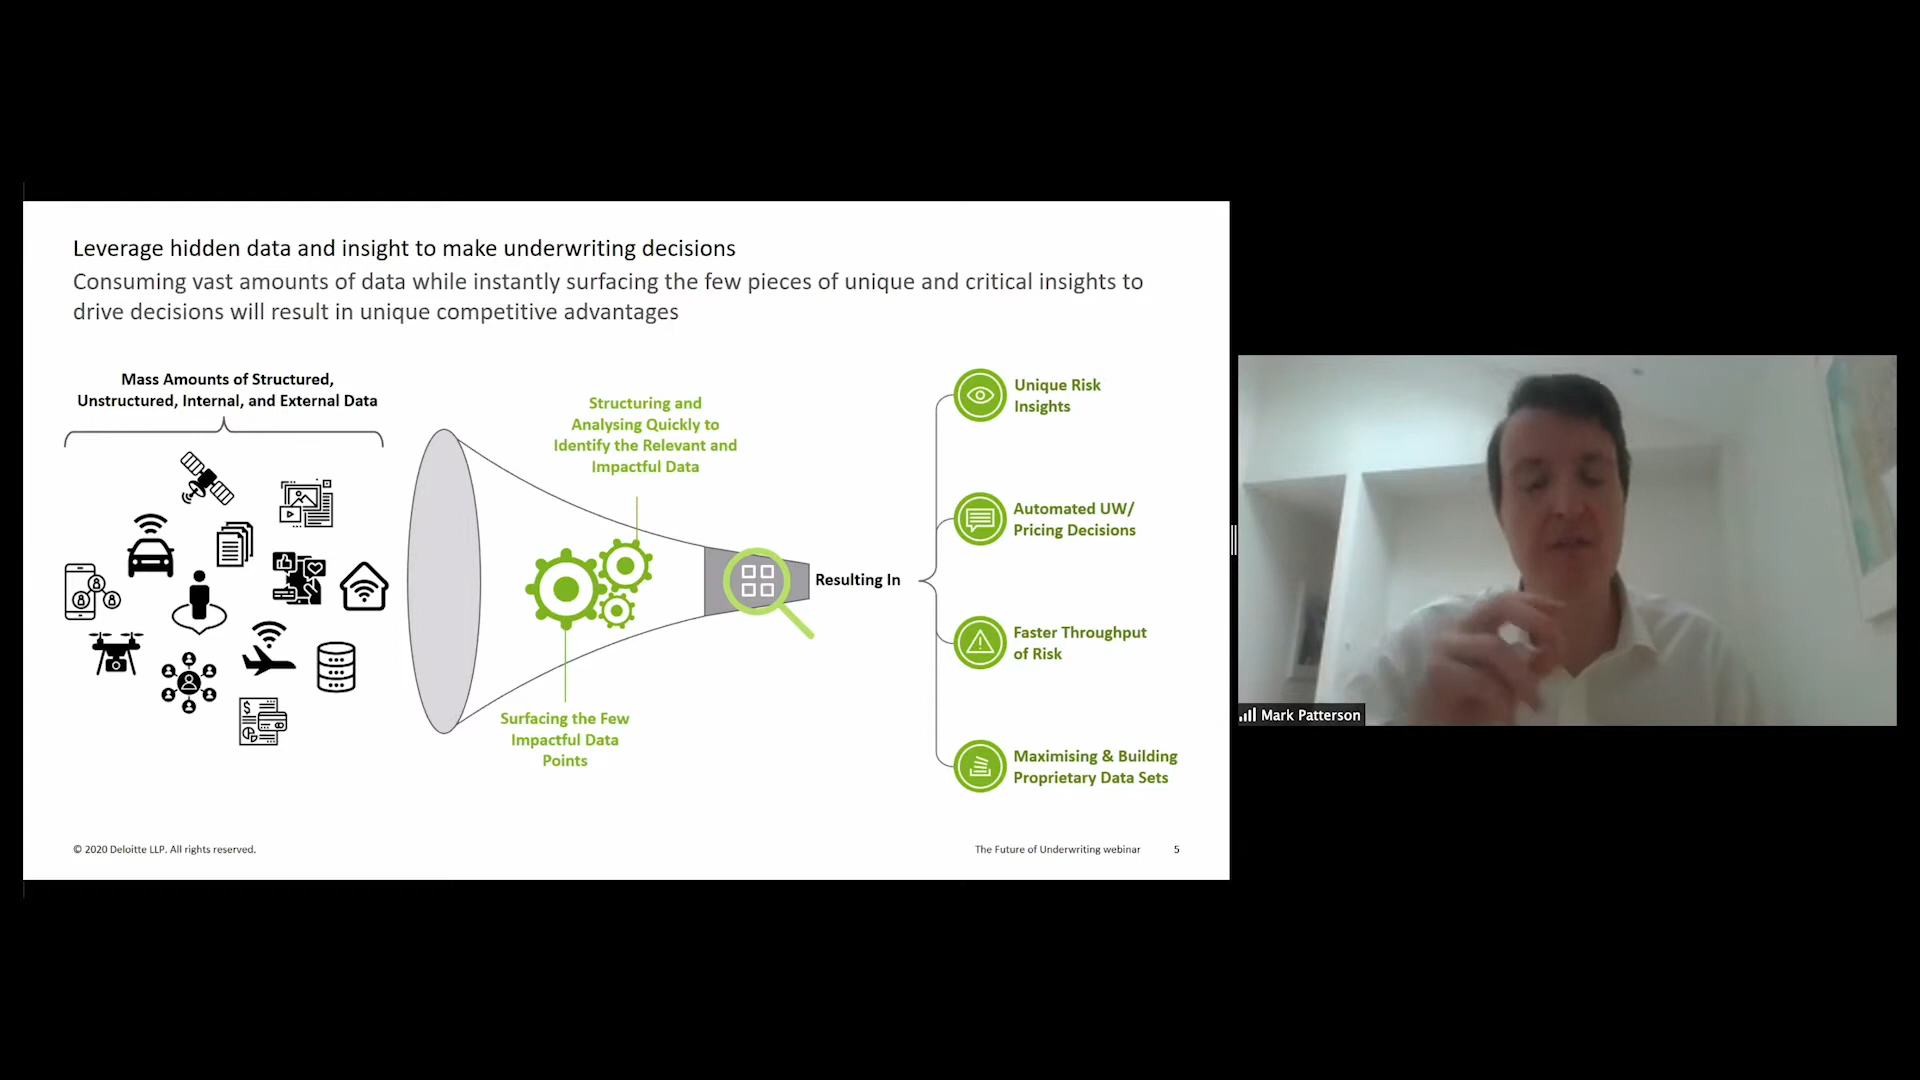 Leverage hidden data and insight to make underwriting decisions
Consuming vast amounts of data while instantly surfacing the few pieces of unique and critical insights to
drive decisions will result in unique competitive advantages
Mass Amounts of Structured,
Unstructured, Internal, and External Data
Structuring and
Analysing Quickly to
Identify the Relevant and
Impactful Data
Surfacing the Few
Impactful Data
Points
Resulting In
Unique Risk
Insights
Automated UW/
Pricing Decisions
Faster Throughput
of Risk
Maximising & Building
Proprietary Data Sets
© 2020 Deloitte LLP. All rights reserved.
The Future of Underwriting webinar
5
Mark Patterson